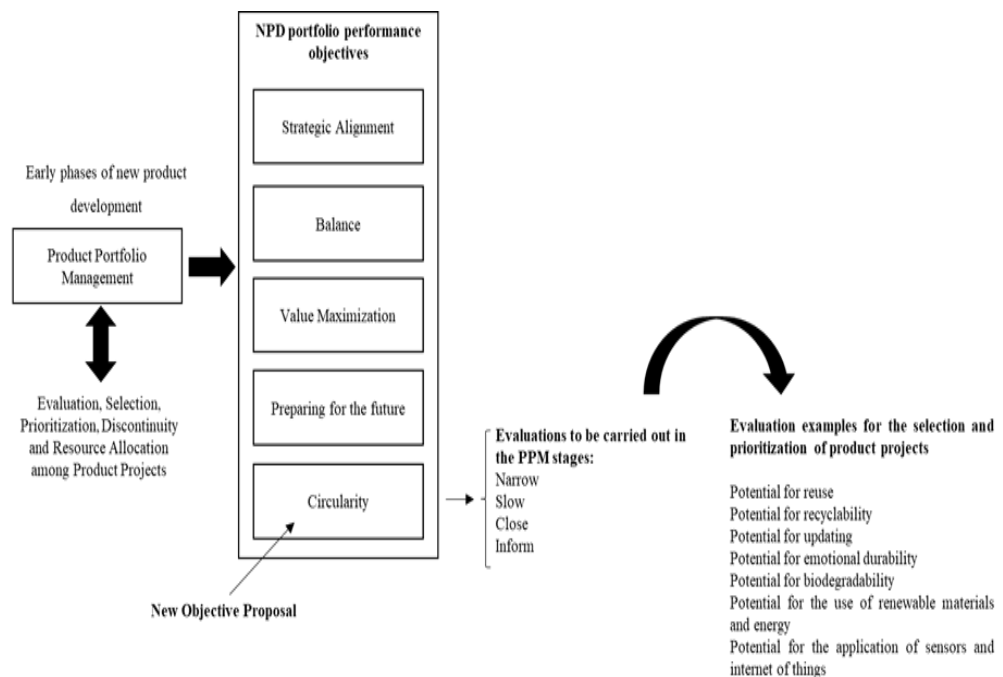 Early phases of new product
development
Product Portfolio
Management
Evaluation, Selection,
Prioritization, Discontinuity
and Resource Allocation
among Product Projects
NPD portfolio performance
objectives
Strategic Alignment
Balance
Value Maximization
Preparing for the future
Circularity
New Objective Proposal
Evaluations to be carried out in
the PPM stages:
Narrow
Slow
Close
Inform
Evaluation examples for the selection and
prioritization of product projects
Potential for reuse
Potential for recyclability
Potential for updating
Potential for emotional durability
Potential for biodegradability
Potential for the use of renewable materials
and energy
Potential for the application of sensors and
internet of things